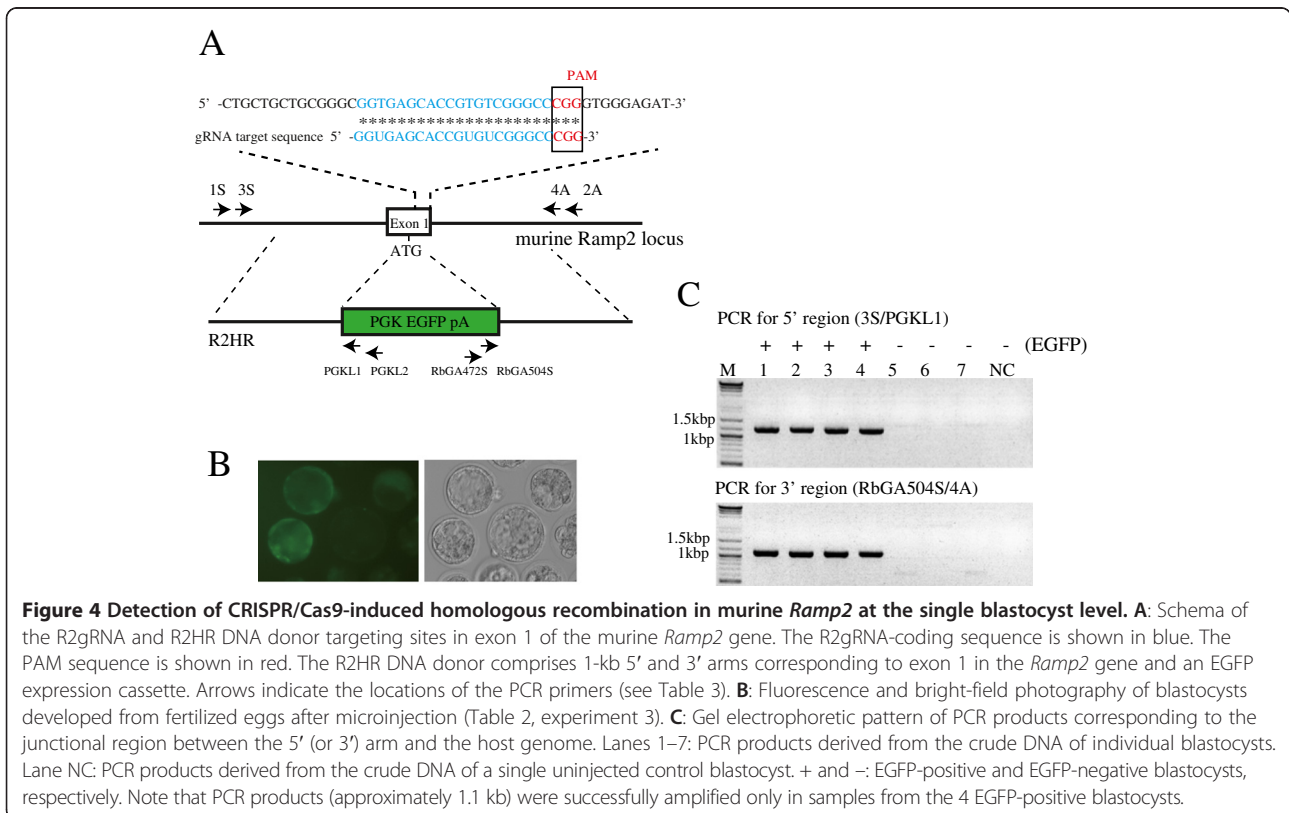 A
PAM
5’ -CTGCTGCTGCGGGCGGTGAGCACCGTGTCGGGCCCGGGTGGGAGAT-3’
*******************
gRNA target sequence 5’ -GGUGAGCACCGUGUCGGGCCCGG-3’
1S 3S 4A 2A
Exon 1
murine Ramp2 locus
ATG
PGK EGFP pA
R2HR
PGKL1 PGKL2 RbGA472S RbGA504S
B
C
PCR for 5’ region (3S/PGKL1)
+ + + + - - - - (EGFP)
M 1 2 3 4 5 6 7 NC
1.5kbp
1kbp
PCR for 3’ region (RbGA504S/4A)
1.5kbp
1kbp
Figure 4 Detection of CRISPR/Cas9-induced homologous recombination in murine Ramp2 at the single blastocyst level. A: Schema of
the R2gRNA and R2HR DNA donor targeting sites in exon 1 of the murine Ramp2 gene. The R2gRNA-coding sequence is shown in blue. The
PAM sequence is shown in red. The R2HR DNA donor comprises 1-kb 5′ and 3′ arms corresponding to exon 1 in the Ramp2 gene and an EGFP
expression cassette. Arrows indicate the locations of the PCR primers (see Table 3). B: Fluorescence and bright-field photography of blastocysts
developed from fertilized eggs after microinjection (Table 2, experiment 3). C: Gel electrophoretic pattern of PCR products corresponding to the
junctional region between the 5′ (or 3′) arm and the host genome. Lanes 1–7: PCR products derived from the crude DNA of individual blastocysts.
Lane NC: PCR products derived from the crude DNA of a single uninjected control blastocyst. + and –: EGFP-positive and EGFP-negative blastocysts,
respectively. Note that PCR products (approximately 1.1 kb) were successfully amplified only in samples from the 4 EGFP-positive blastocysts.